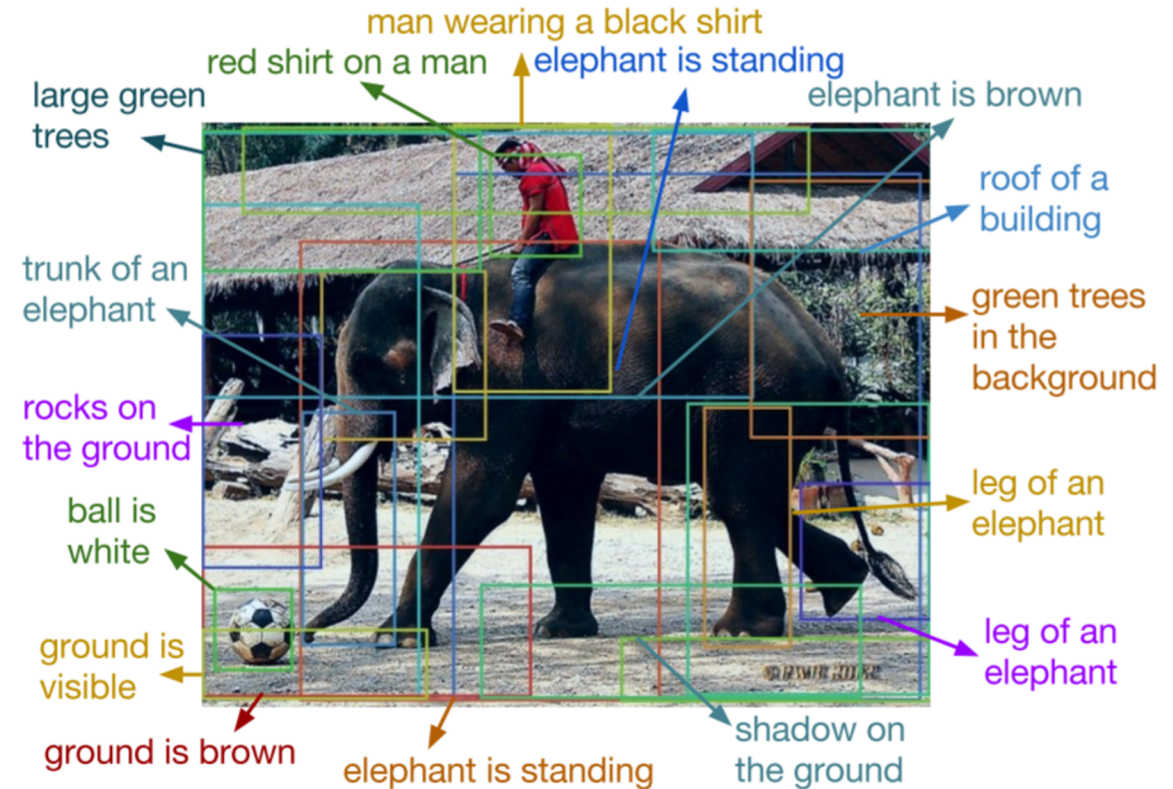 man wearing a black shirt
red shirt on a man
elephant is standing
large green
trees
elephant is brown
roof of a
building
trunk of an
elephant
green trees
in the
background
rocks on
the ground
leg of an
elephant
ball is
white
leg of an
elephant
ground is
visible
shadow on
the ground
ground is brown
elephant is standing